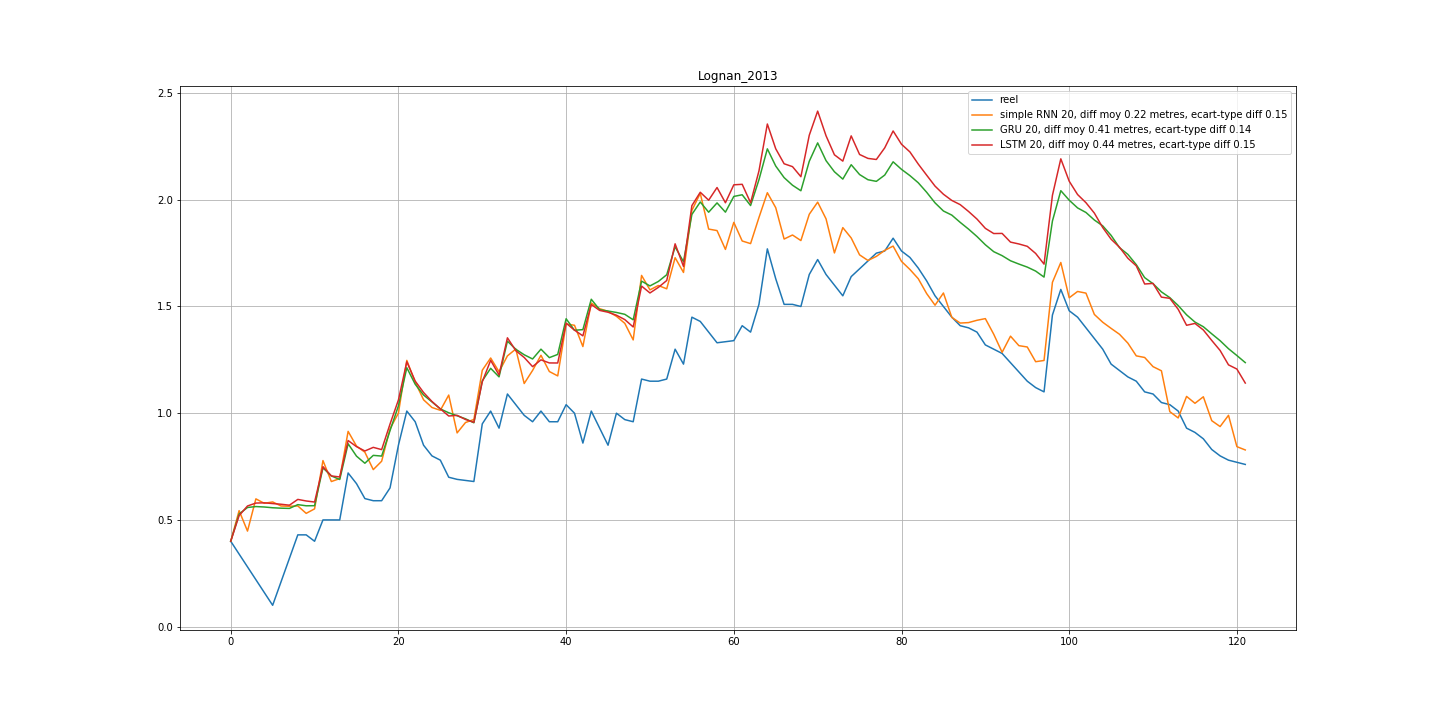 Lognan_2013
reel
simple RNN 20, diff moy 0.22 metres, ecart-type diff 0.15
GRU 20, diff moy 0.41 metres, ecart-type diff 0.14
LSTM 20, diff moy 0.44 metres, ecart-type diff 0.15
2.5
2.0
1.5
1.0
0.5
0.0
0 20 40 60 80 100 120